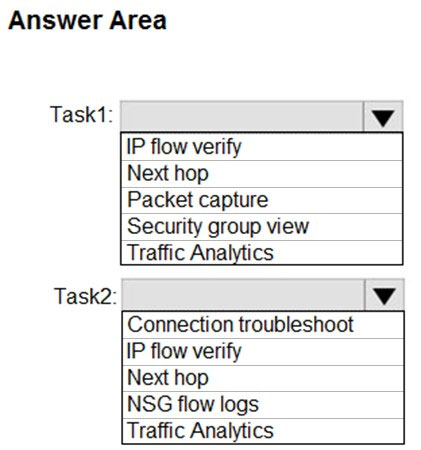 Answer Area
Task1:
IP flow verify
Next hop
Packet capture
Security group view
Traffic Analytics
Task2:
Connection troubleshoot
IP flow verify
Next hop
NSG flow logs
Traffic Analytics